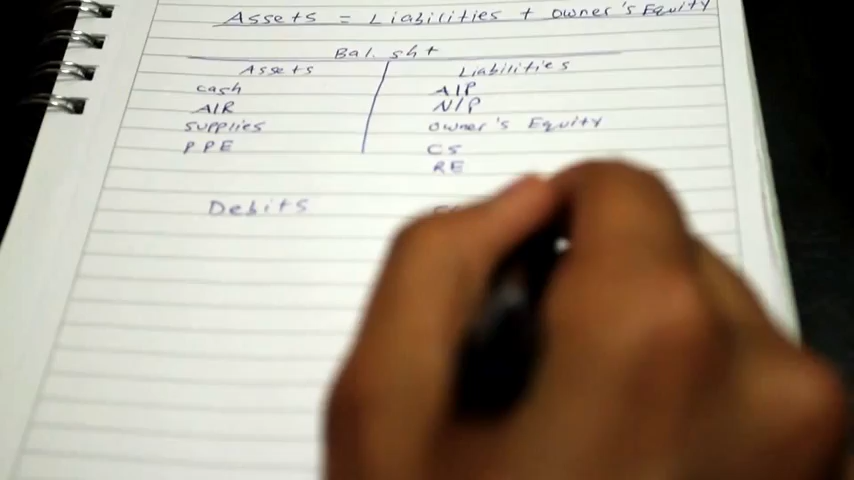 Assets = Liabilities + Owner's Equity
Bal. sht
Assets Liabilities
cash A/P
A/R N/P
supplies Owner's Equity
PPE CS
RE
Debits